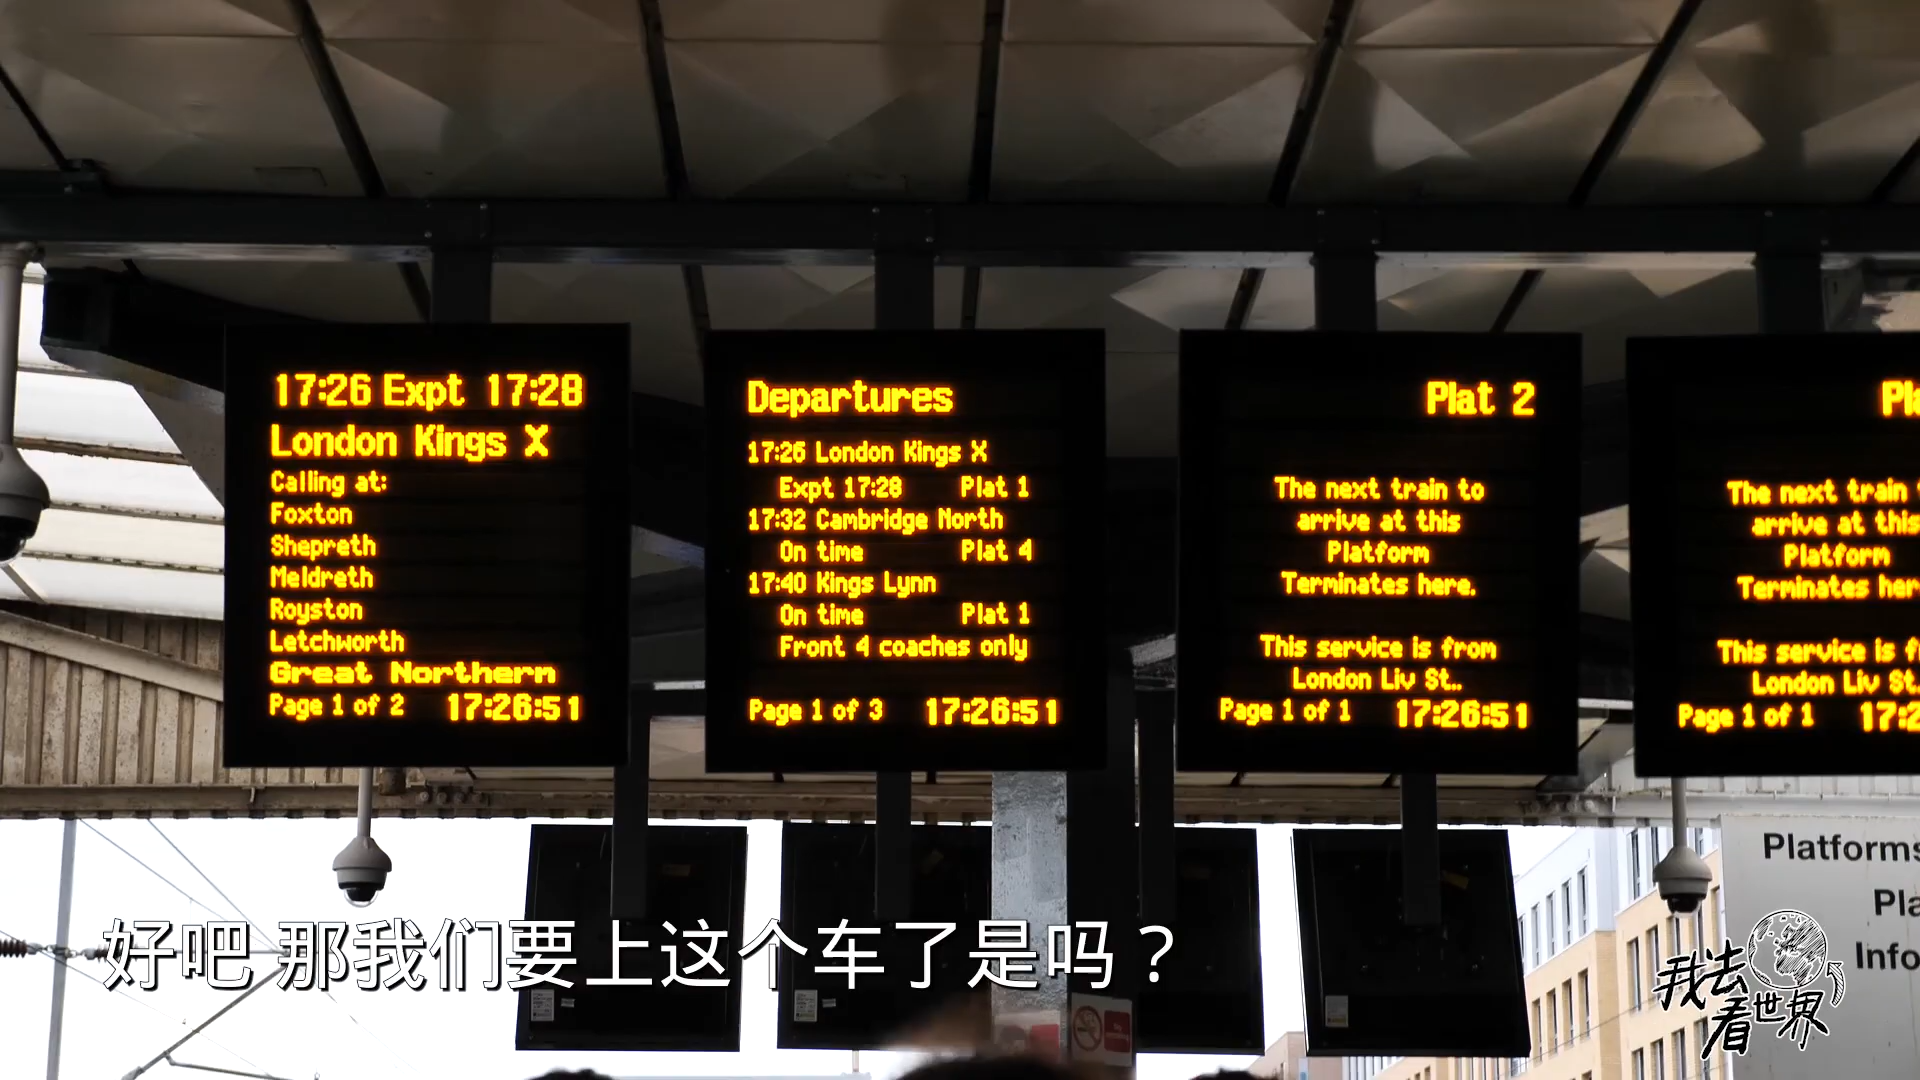 17:26 Expt 17:28
London Kings X
Calling at:
Foxton
Shepreth
Meldreth
Royston
Letchworth
Great Northern
Page 1 of 2 17:26:51
Departures
17:26 London Kings X
Expt 17:28 Plat 1
17:32 Cambridge North
On time Plat 4
17:40 Kings Lynn
On time Plat 1
Front 4 coaches only
Page 1 of 3 17:26:51
Plat 2
The next train to
arrive at this
Platform
Terminates here.
This service is from
London Liv St..
Page 1 of 1 17:26:51
The next train
arrive at this
Platform
Terminates
This service is
London Liv St.
Page 1 of 1
Platforms
好吧 那我们要上这个车了是吗？
我去
看世界